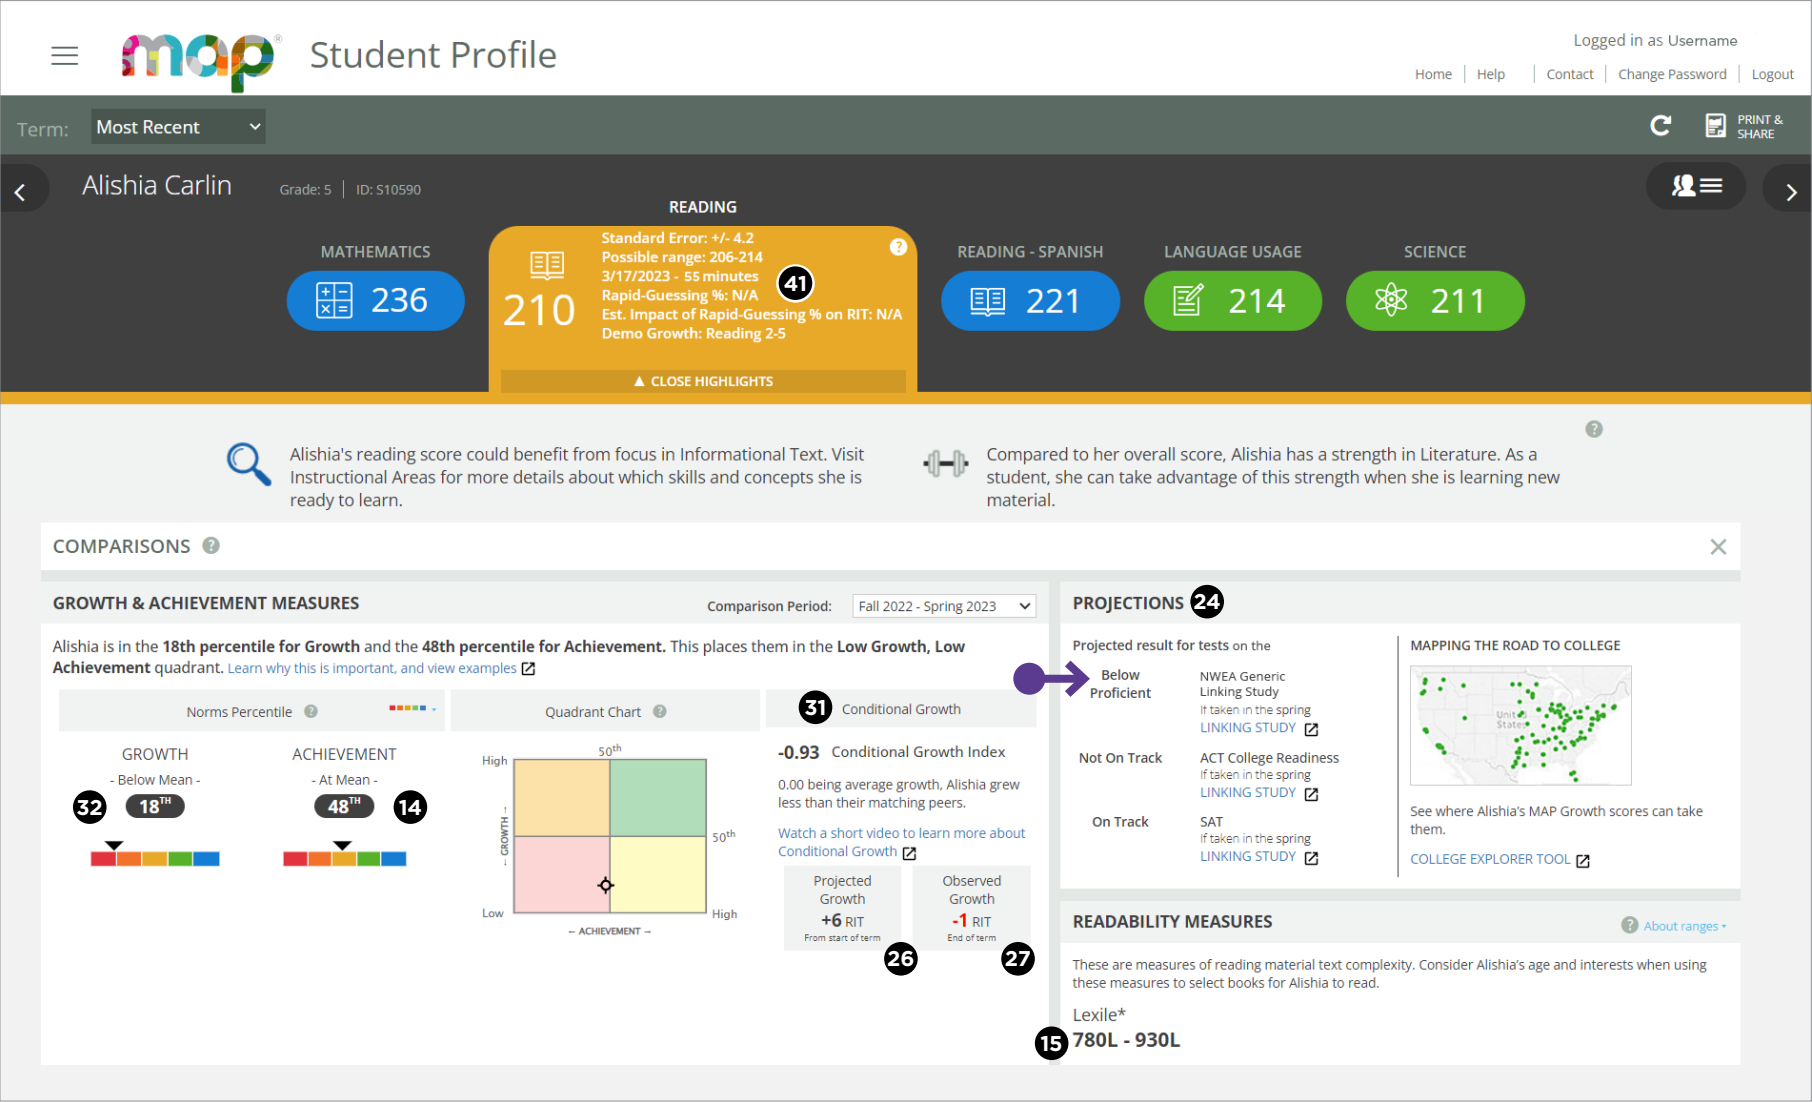 map®
Student Profile
Logged in as Username
Home
Help
Contact
Change Password
Logout
Term:
Most Recent
PRINT &
SHARE
Alishia Carlin
Grade: 5
ID: S10590
MATHEMATICS
236
READING
210
Standard Error: +/- 4.2
Possible range: 206-214
3/17/2023 - 55 minutes
Rapid-Guessing %: N/A
Est. Impact of Rapid-Guessing % on RIT: N/A
Demo Growth: Reading 2-5
?
41
▲ CLOSE HIGHLIGHTS
READING - SPANISH
221
LANGUAGE USAGE
214
SCIENCE
211
?
Alishia's reading score could benefit from focus in Informational Text. Visit
Instructional Areas for more details about which skills and concepts she is
ready to learn.
Compared to her overall score, Alishia has a strength in Literature. As a
student, she can take advantage of this strength when she is learning new
material.
COMPARISONS ?
GROWTH & ACHIEVEMENT MEASURES
Comparison Period:
Fall 2022 - Spring 2023
Alishia is in the 18th percentile for Growth and the 48th percentile for Achievement. This places them in the Low Growth, Low
Achievement quadrant. Learn why this is important, and view examples
Norms Percentile ?
GROWTH
- Below Mean -
32
18TH
ACHIEVEMENT
- At Mean -
48TH
14
Quadrant Chart ?
High
50th
50th
← GROWTH →
Low
High
← ACHIEVEMENT →
31
Conditional Growth
-0.93 Conditional Growth Index
0.00 being average growth, Alishia grew
less than their matching peers.
Watch a short video to learn more about
Conditional Growth
Projected
Growth
+6 RIT
From start of term
26
Observed
Growth
-1 RIT
End of term
27
PROJECTIONS 24
Projected result for tests on the
Below
Proficient
NWEA Generic
Linking Study
If taken in the spring
LINKING STUDY
Not On Track
ACT College Readiness
If taken in the spring
LINKING STUDY
On Track
SAT
If taken in the spring
LINKING STUDY
MAPPING THE ROAD TO COLLEGE
United
States
See where Alishia's MAP Growth scores can take
them.
COLLEGE EXPLORER TOOL
READABILITY MEASURES
? About ranges
These are measures of reading material text complexity. Consider Alishia's age and interests when using
these measures to select books for Alishia to read.
Lexile*
15
780L - 930L